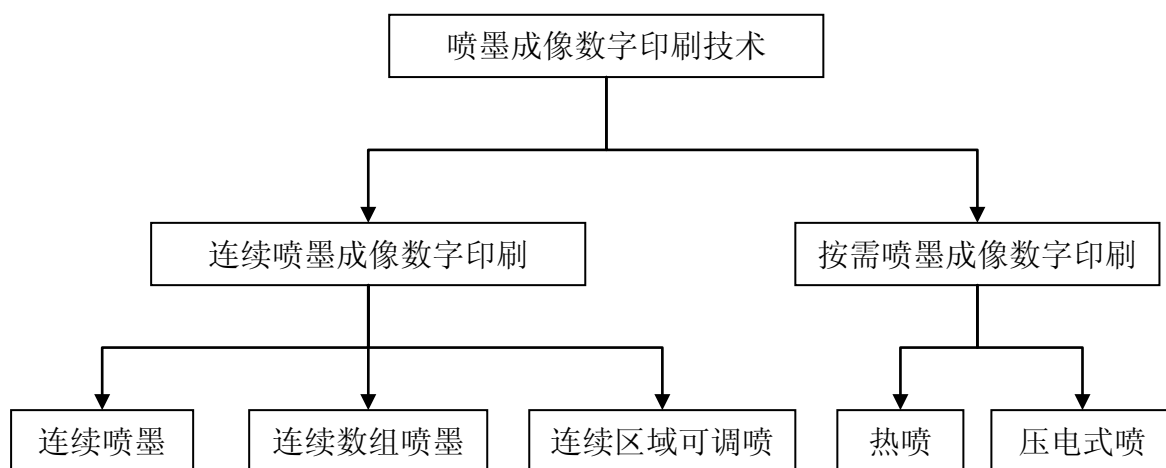 喷墨成像数字印刷技术
连续喷墨成像数字印刷
按需喷墨成像数字印刷
连续喷墨
连续数组喷墨
连续区域可调喷
热喷
压电式喷